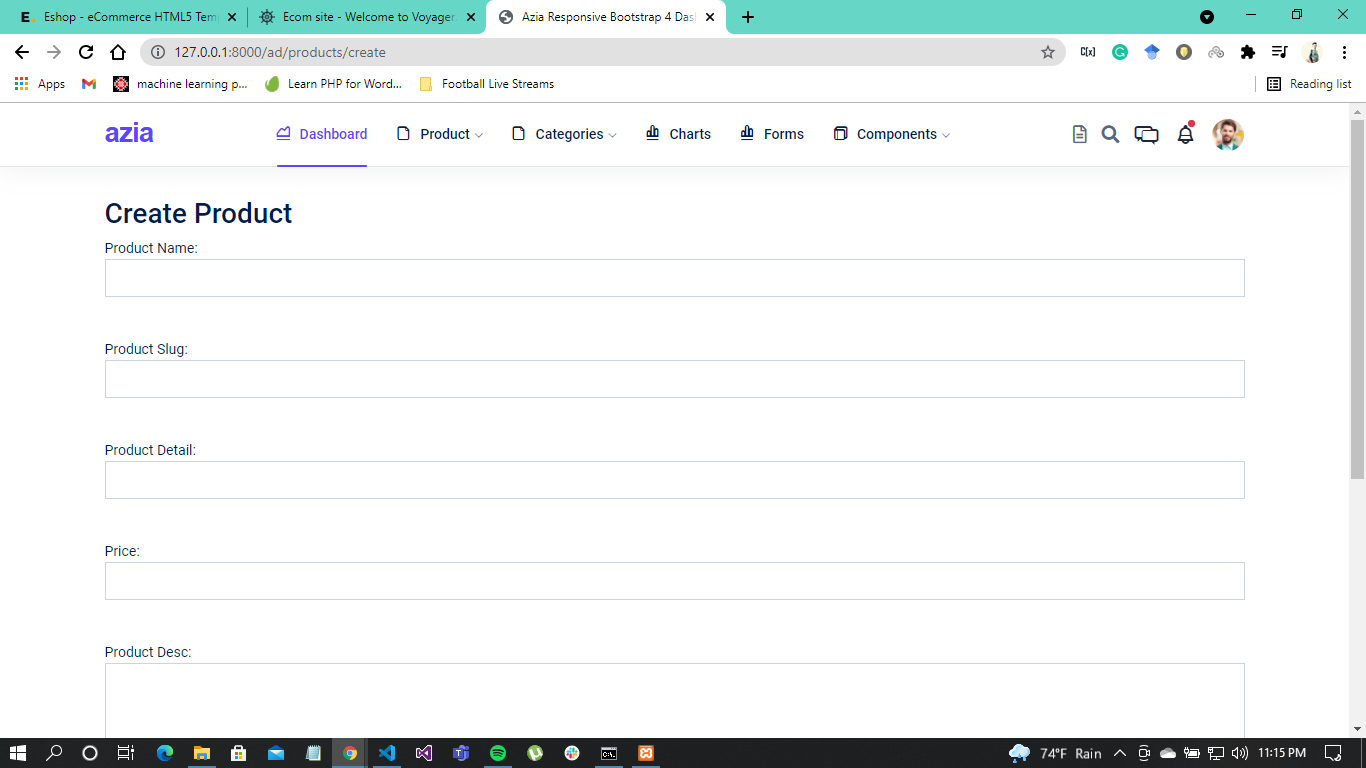 Eshop - eCommerce HTML5 Tem
Ecom site - Welcome to Voyager.
Azia Responsive Bootstrap 4 Das
127.0.0.1:8000/ad/products/create
Apps
machine learning p...
Learn PHP for Word...
Football Live Streams
Reading list
azia
Dashboard
Product
Categories
Charts
Forms
Components
Create Product
Product Name:
Product Slug:
Product Detail:
Price:
Product Desc:
74°F Rain
11:15 PM